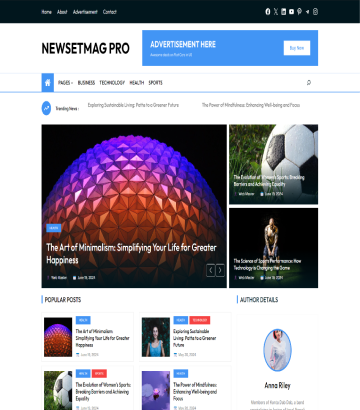 Home About Advertisement Contact
NEWSETMAG PRO
ADVERTISEMENT HERE
Buy Now
PAGES BUSINESS TECHNOLOGY HEALTH SPORTS
Trending News :
Exploring Sustainable Living: Paths to a Greener Future
The Power of Mindfulness: Enhancing Well-being and Focus
The Art of Minimalism: Simplifying Your Life for Greater
Happiness
Web Master June 19, 2024
The Evolution of Women's Sports: Breaking
Barriers and Achieving Equality
Web Master June 19, 2024
The Science of Sports Performance: How
Technology is Changing the Game
Web Master June 19, 2024
POPULAR POSTS
The Art of Minimalism:
Simplifying Your Life for Greater
Happiness
June 19, 2024
Exploring Sustainable
Living: Paths to a Greener
Future
The Evolution of Women's Sports:
Breaking Barriers and Achieving
Equality
June 19, 2024
The Power of Mindfulness:
Enhancing Well-being and Focus
AUTHOR DETAILS
Anna Riley